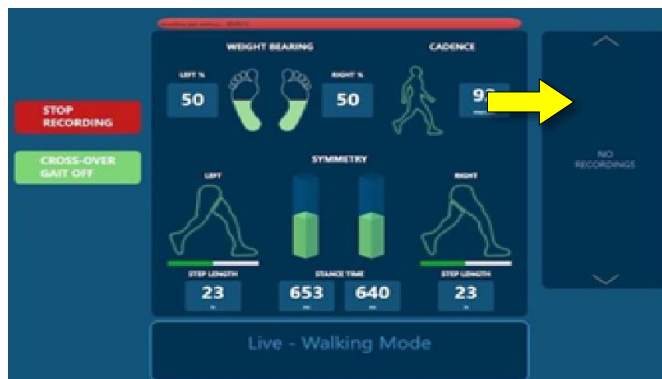 WEIGHT BEARING
CADENCE
LEFT %
RIGHT %
50
50
STOP
RECORDING
CROSS-OVER
GAIT OFF
NO
RECORDINGS
SYMMETRY
LEFT
RIGHT
STEP LENGTH
STANCE TIME
STEP LENGTH
23
653
640
23
Live - Walking Mode